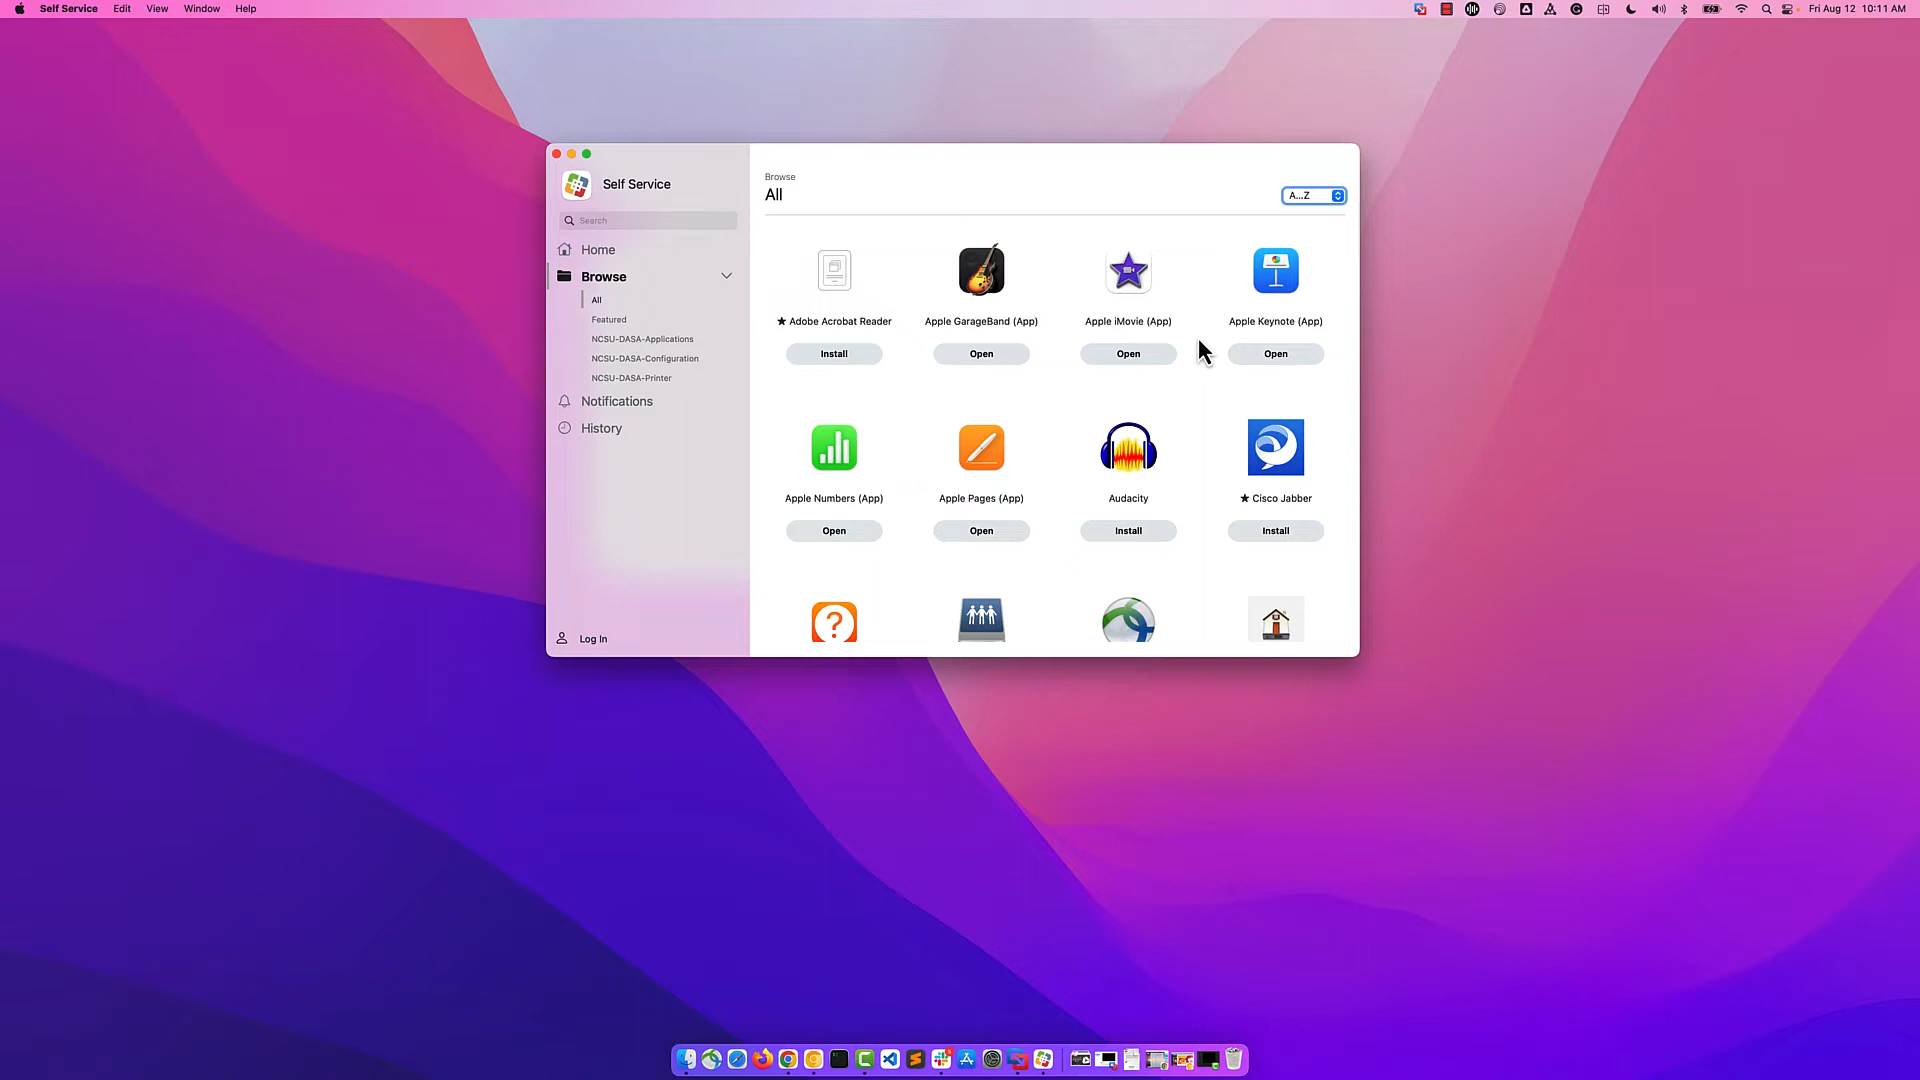 Self Service Edit View Window Help
Fri Aug 12 10:11 AM
Self Service
Search
Home
Browse
All
Featured
NCSU-DASA-Applications
NCSU-DASA-Configuration
NCSU-DASA-Printer
Notifications
History
Log In
Browse
All
A...Z
★ Adobe Acrobat Reader
Apple GarageBand (App)
Apple iMovie (App)
Apple Keynote (App)
Install
Open
Open
Open
Apple Numbers (App)
Apple Pages (App)
Audacity
★ Cisco Jabber
Open
Open
Install
Install
?